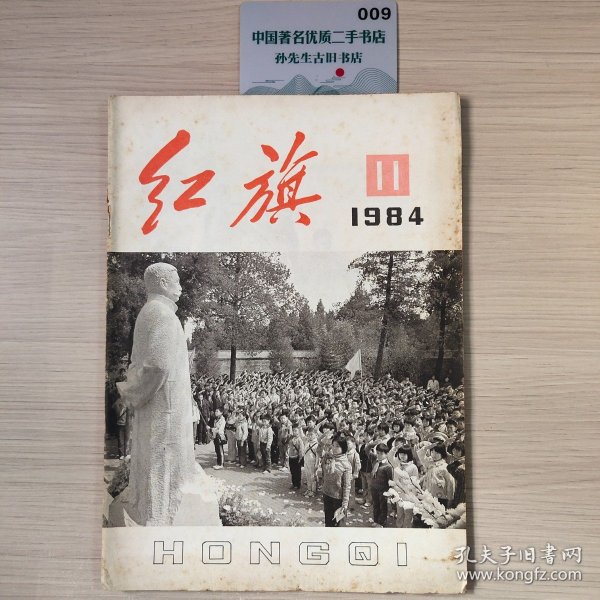 009
中国著名优质二手书店
孙先生古旧书店
红旗
11
1984
HONGQI
孔夫子旧书网
www.kongfz.com